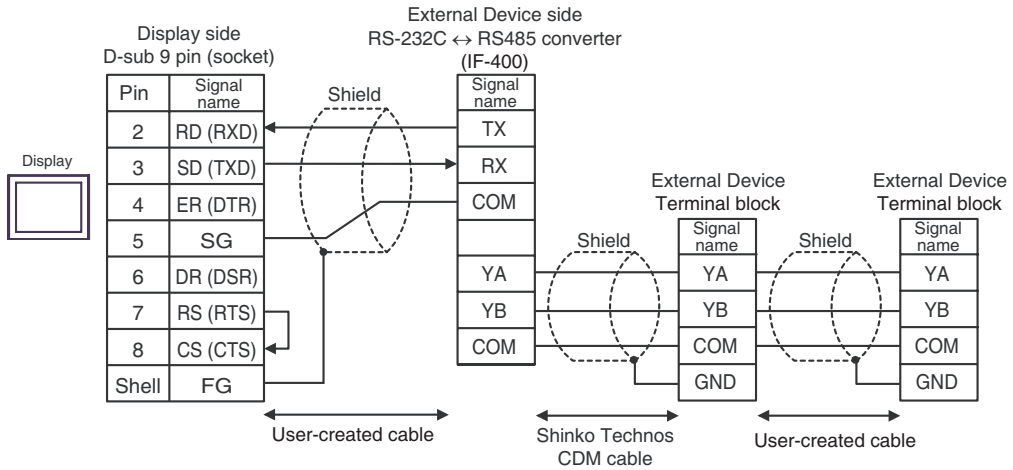 External Device side
RS-232C ↔ RS485 converter
(IF-400)
Display side
D-sub 9 pin (socket)
Display
Pin
Signal name
2
RD (RXD)
3
SD (TXD)
4
ER (DTR)
5
SG
6
DR (DSR)
7
RS (RTS)
8
CS (CTS)
Shell
FG
Shield
User-created cable
Signal
name
TX
RX
COM
YA
YB
COM
Shield
Shinko Technos
CDM cable
External Device
Terminal block
Signal
name
YA
YB
COM
GND
Shield
User-created cable
External Device
Terminal block
Signal
name
YA
YB
COM
GND